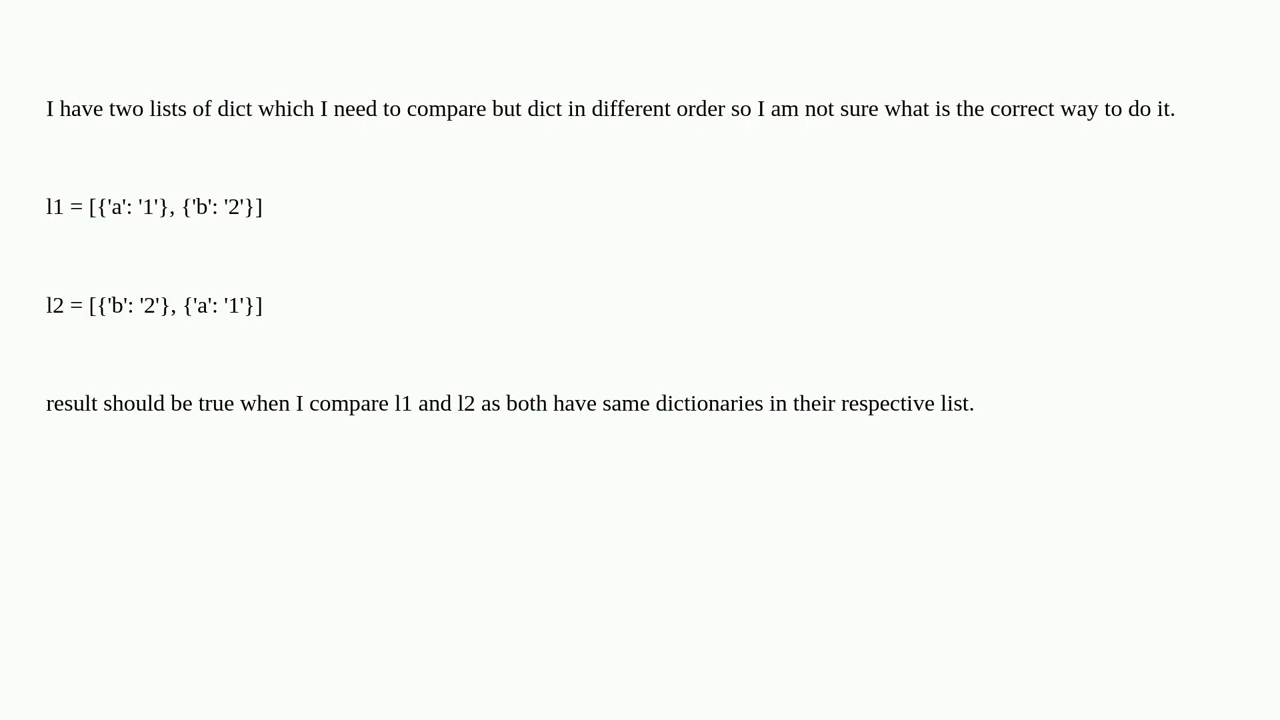 I have two lists of dict which I need to compare but dict in different order so I am not sure what is the correct way to do it.
l1 = [{'a': '1'}, {'b': '2'}]
l2 = [{'b': '2'}, {'a': '1'}]
result should be true when I compare l1 and l2 as both have same dictionaries in their respective list.